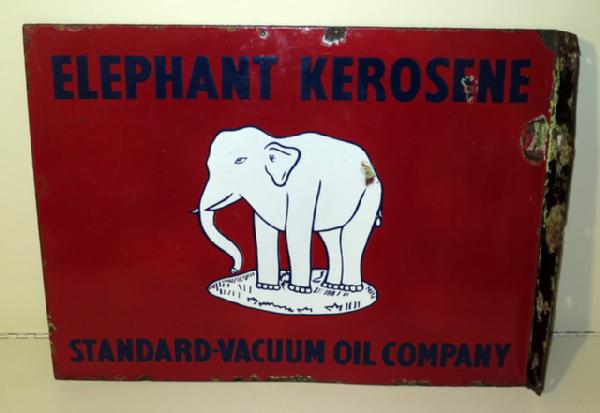 ELEPHANT KEROSENE
STANDARD-VACUUM OIL COMPANY